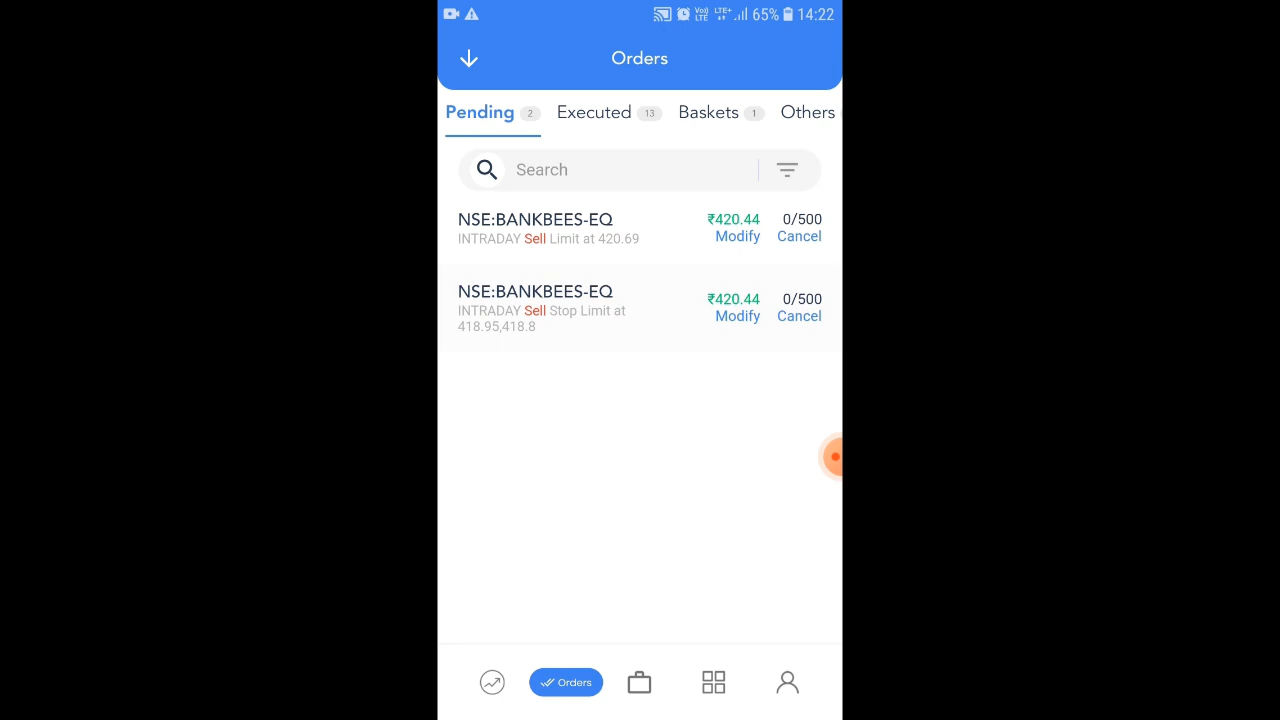 Vo) LTE LTE+ 65% 14:22
Orders
Pending 2 Executed 13 Baskets 1 Others
Search
NSE:BANKBEES-EQ ₹420.44 0/500
INTRADAY Sell Limit at 420.69 Modify Cancel
NSE:BANKBEES-EQ ₹420.44 0/500
INTRADAY Sell Stop Limit at Modify Cancel
418.95,418.8
Orders